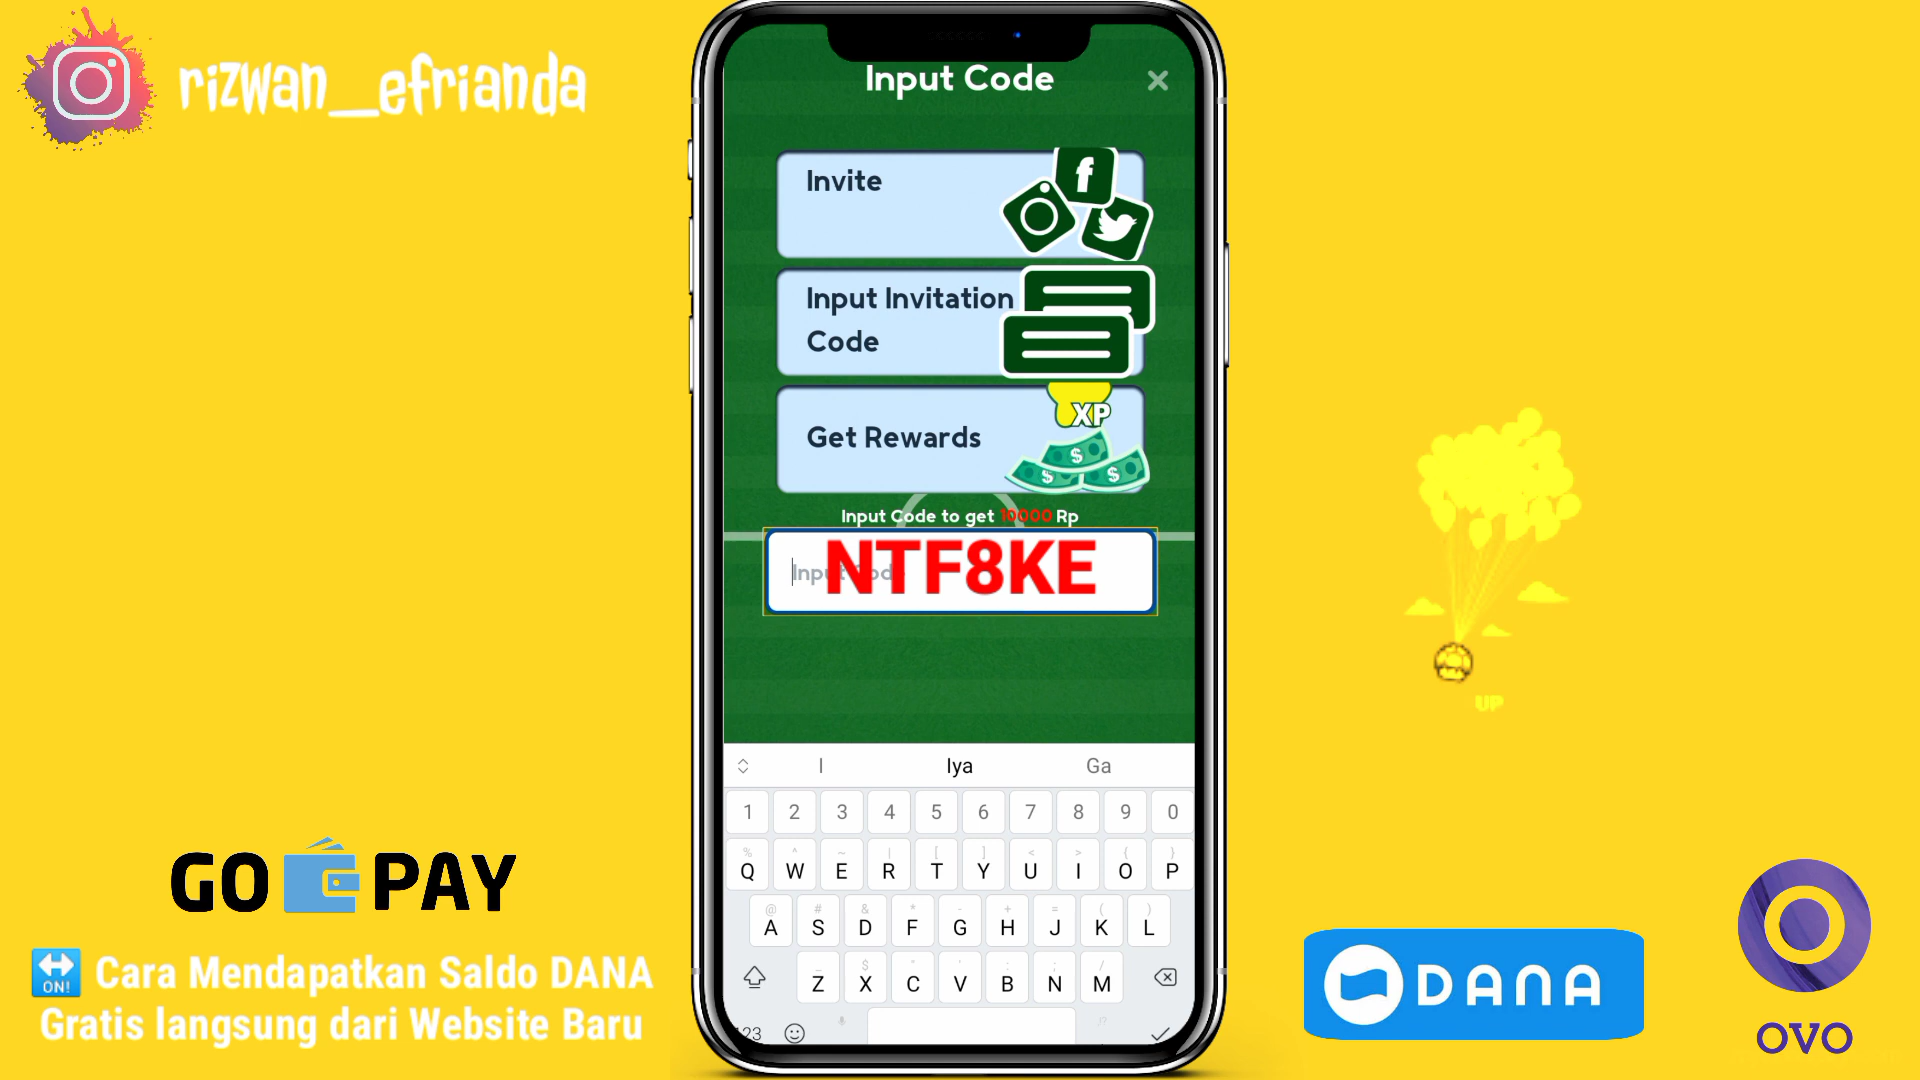 rizwan__efrianda
Input Code
Invite
Input Invitation
Code
XP
Get Rewards
Input Code to get 10000 Rp
NTF8KE
UP
I Iya Ga
1 2 3 4 5 6 7 8 9 0
Q W E R T Y U I O P
A S D F G H J K L
Z X C V B N M
GO PAY
ON!
Cara Mendapatkan Saldo DANA
Gratis langsung dari Website Baru
DANA
OVO